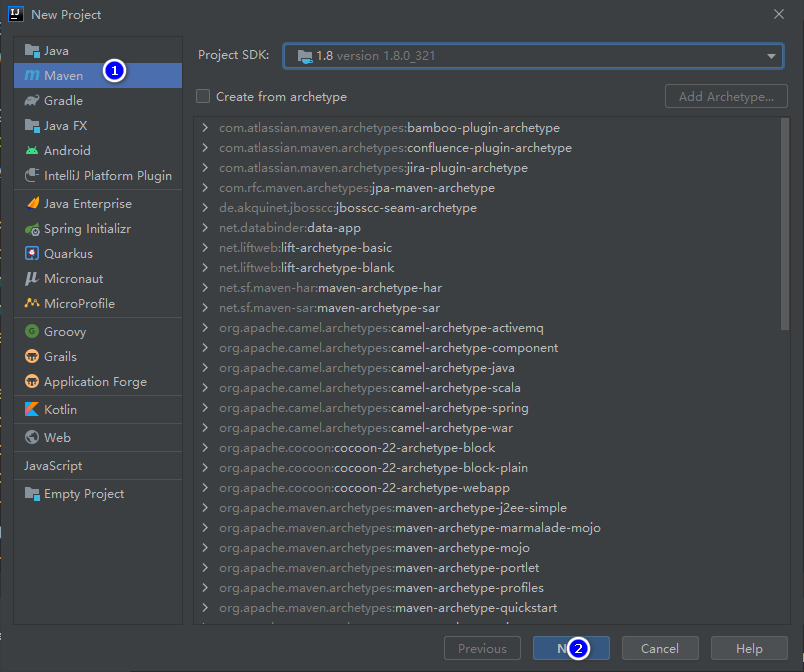 New Project
Java
Maven
1
Gradle
Java FX
Android
IntelliJ Platform Plugin
Java Enterprise
Spring Initializr
Quarkus
Micronaut
MicroProfile
Groovy
Grails
Application Forge
Kotlin
Web
JavaScript
Empty Project
Project SDK: 1.8 version 1.8.0_321
Create from archetype
Add Archetype...
com.atlassian.maven.archetypes:bamboo-plugin-archetype
com.atlassian.maven.archetypes:confluence-plugin-archetype
com.atlassian.maven.archetypes:jira-plugin-archetype
com.rfc.maven.archetypes:jpa-maven-archetype
de.akquinet.jbosscc:jbosscc-seam-archetype
net.databinder:data-app
net.liftweb:lift-archetype-basic
net.liftweb:lift-archetype-blank
net.sf.maven-har:maven-archetype-har
net.sf.maven-sar:maven-archetype-sar
org.apache.camel.archetypes:camel-archetype-activemq
org.apache.camel.archetypes:camel-archetype-component
org.apache.camel.archetypes:camel-archetype-java
org.apache.camel.archetypes:camel-archetype-scala
org.apache.camel.archetypes:camel-archetype-spring
org.apache.camel.archetypes:camel-archetype-war
org.apache.cocoon:cocoon-22-archetype-block
org.apache.cocoon:cocoon-22-archetype-block-plain
org.apache.cocoon:cocoon-22-archetype-webapp
org.apache.maven.archetypes:maven-archetype-j2ee-simple
org.apache.maven.archetypes:maven-archetype-marmalade-mojo
org.apache.maven.archetypes:maven-archetype-mojo
org.apache.maven.archetypes:maven-archetype-portlet
org.apache.maven.archetypes:maven-archetype-profiles
org.apache.maven.archetypes:maven-archetype-quickstart
Previous
N 2
Cancel
Help